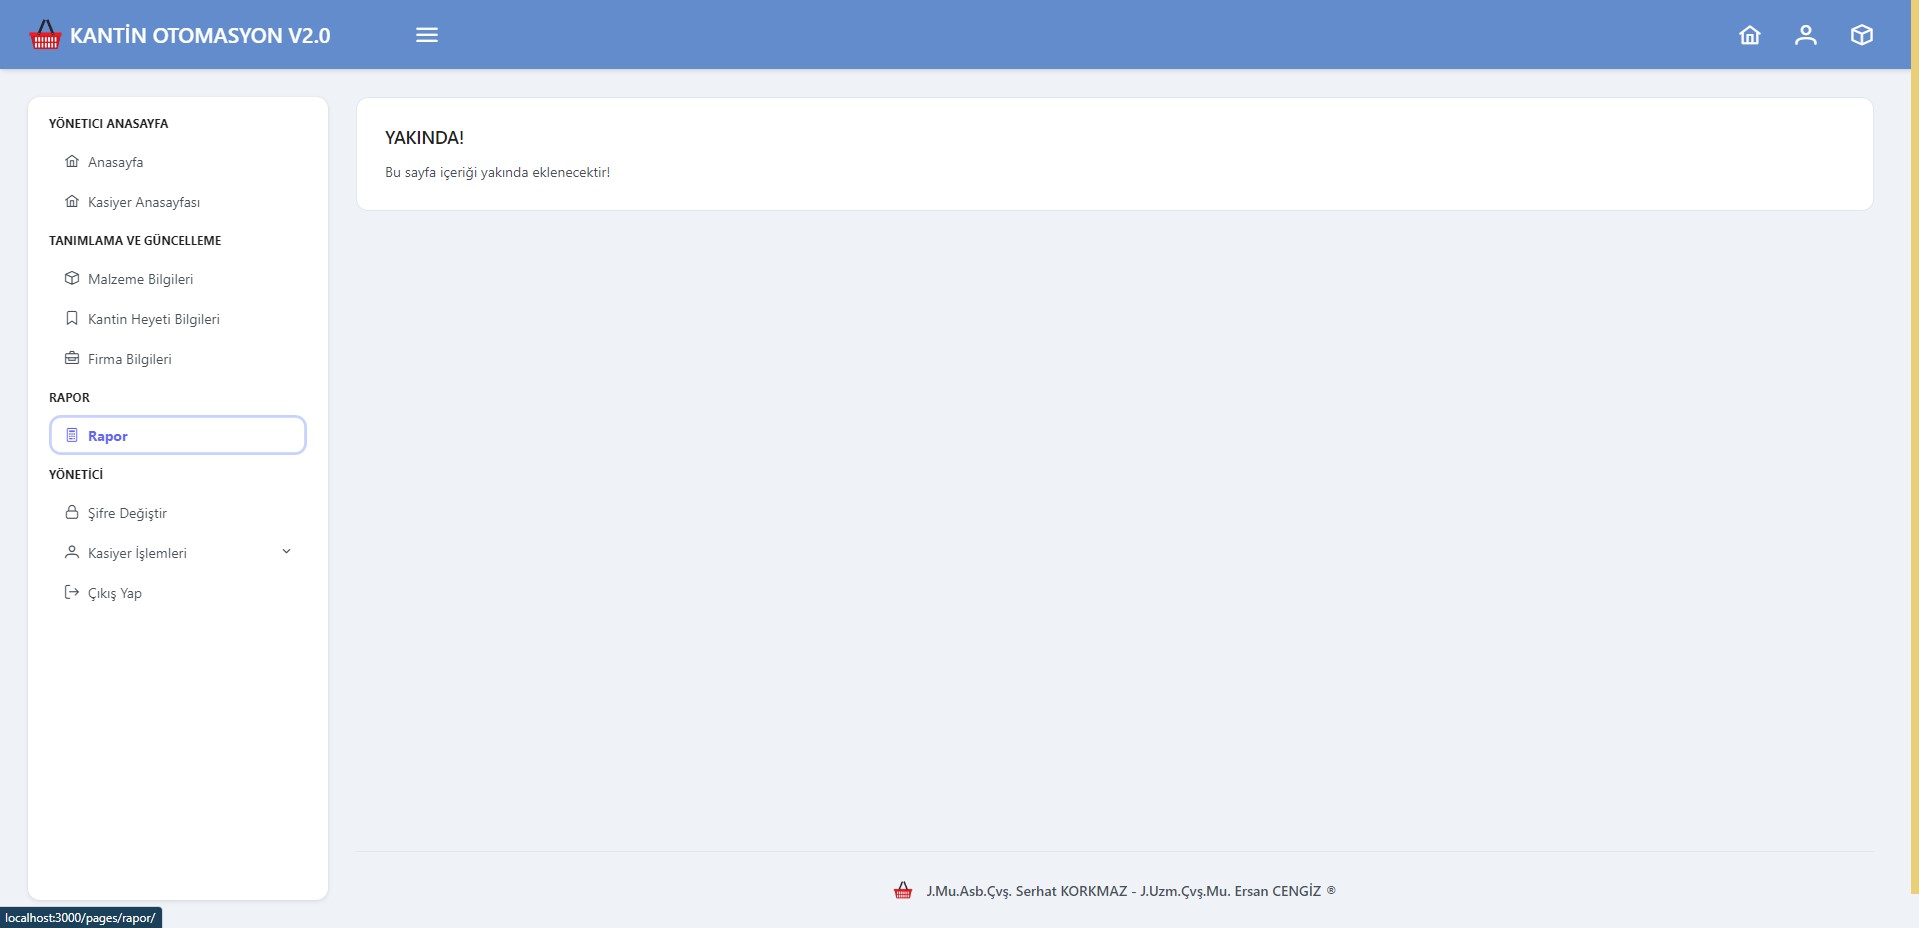 KANTİN OTOMASYON V2.0
YÖNETICI ANASAYFA
Anasayfa
Kasiyer Anasayfası
TANIMLAMA VE GÜNCELLEME
Malzeme Bilgileri
Kantin Heyeti Bilgileri
Firma Bilgileri
RAPOR
Rapor
YÖNETİCİ
Şifre Değiştir
Kasiyer İşlemleri
Çıkış Yap
YAKINDA!
Bu sayfa içeriği yakında eklenecektir!
J.Mu.Asb.Çvş. Serhat KORKMAZ - J.Uzm.Çvş.Mu. Ersan CENGİZ ®
localhost:3000/pages/rapor/